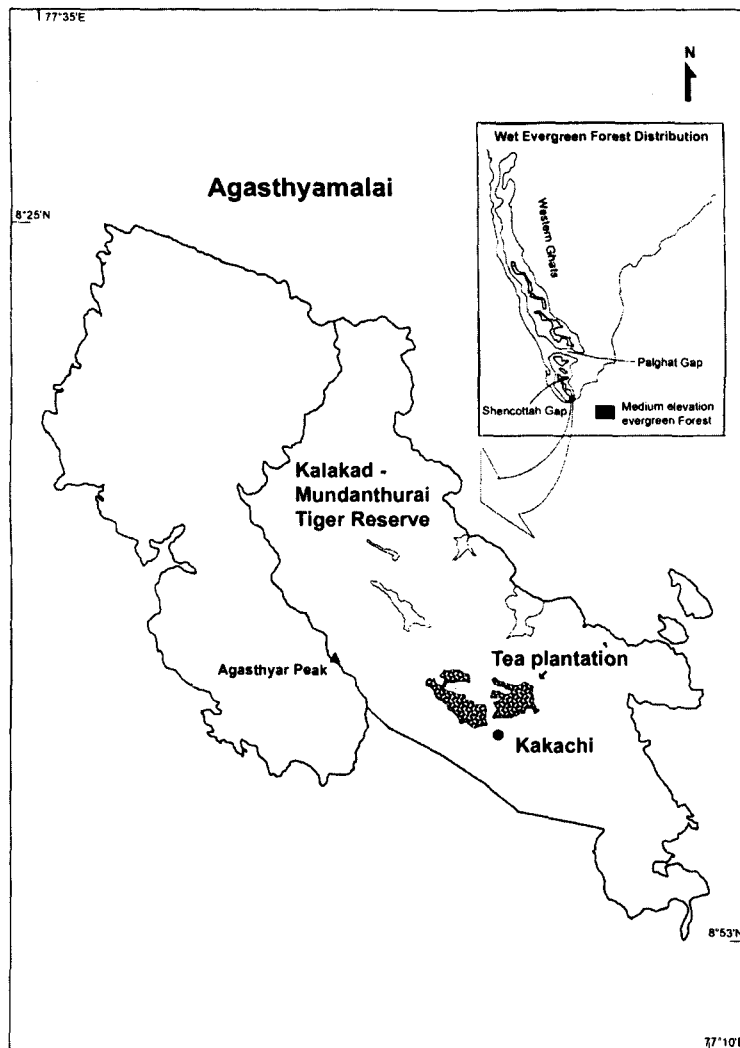 77°35'E
N
Wet Evergreen Forest Distribution
Western Ghats
Palghat Gap
Shencottah Gap
Medium elevation
evergreen Forest
Agasthyamalai
8°25'N
Kalakad -
Mundanthurai
Tiger Reserve
Agasthyar Peak
Tea plantation
Kakachi
8°53'N
77°10'E